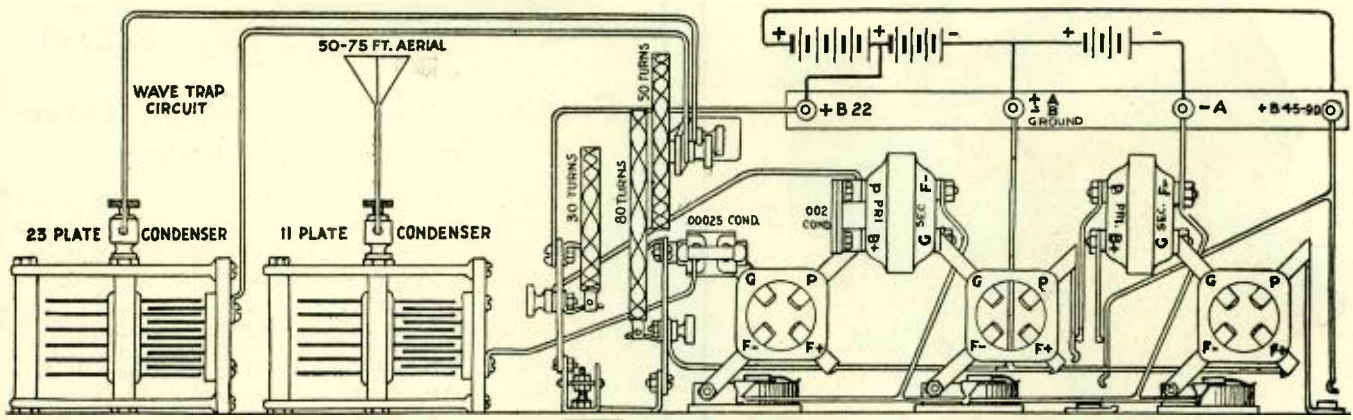 50-75 FT. AERIAL
WAVE TRAP
CIRCUIT
23 PLATE CONDENSER
11 PLATE CONDENSER
30 TURNS
80 TURNS
50 TURNS
00025 COND.
002
COND.
+ + - + -
+ B 22
+ A
- B
GROUND
- A
+ B 45-90
P F-
PRI SEC.
B+ G
P F-
PRI. SEC.
B+ G
G P
F- F+
G P
F- F+
G P
F- F+